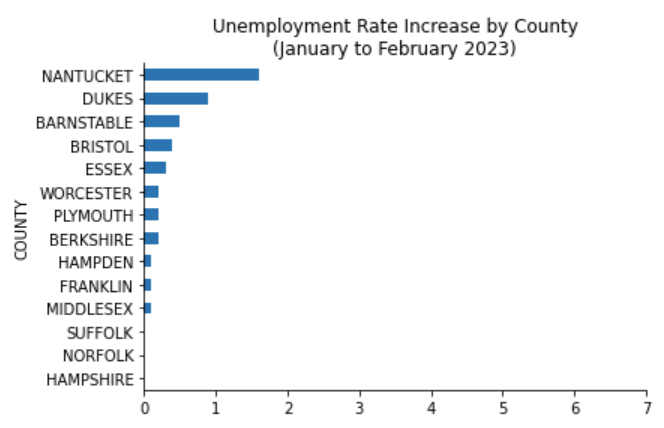 Unemployment Rate Increase by County
(January to February 2023)
NANTUCKET
DUKES
BARNSTABLE
BRISTOL
ESSEX
WORCESTER
PLYMOUTH
BERKSHIRE
HAMPDEN
FRANKLIN
MIDDLESEX
SUFFOLK
NORFOLK
HAMPSHIRE
COUNTY
0 1 2 3 4 5 6 7